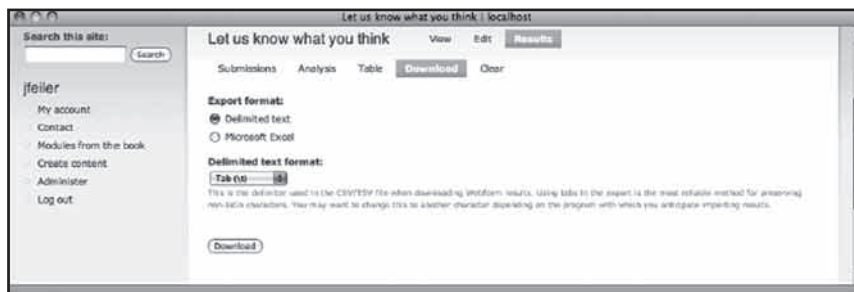 Let us know what you think | localhost
Search this site:
Search
jfeiler
My account
Contact
Modules from the book
Create content
Administer
Log out
Let us know what you think View Edit Results
Submissions Analysis Table Download Clear
Export format:
Delimited text
Microsoft Excel
Delimited text format:
Tab (\t)
This is the delimiter used in the CSV/TSV file when downloading Webform results. Using tabs in the export is the most reliable method for preserving
non-latin characters. You may want to change this to another character depending on the program with which you anticipate importing results.
Download